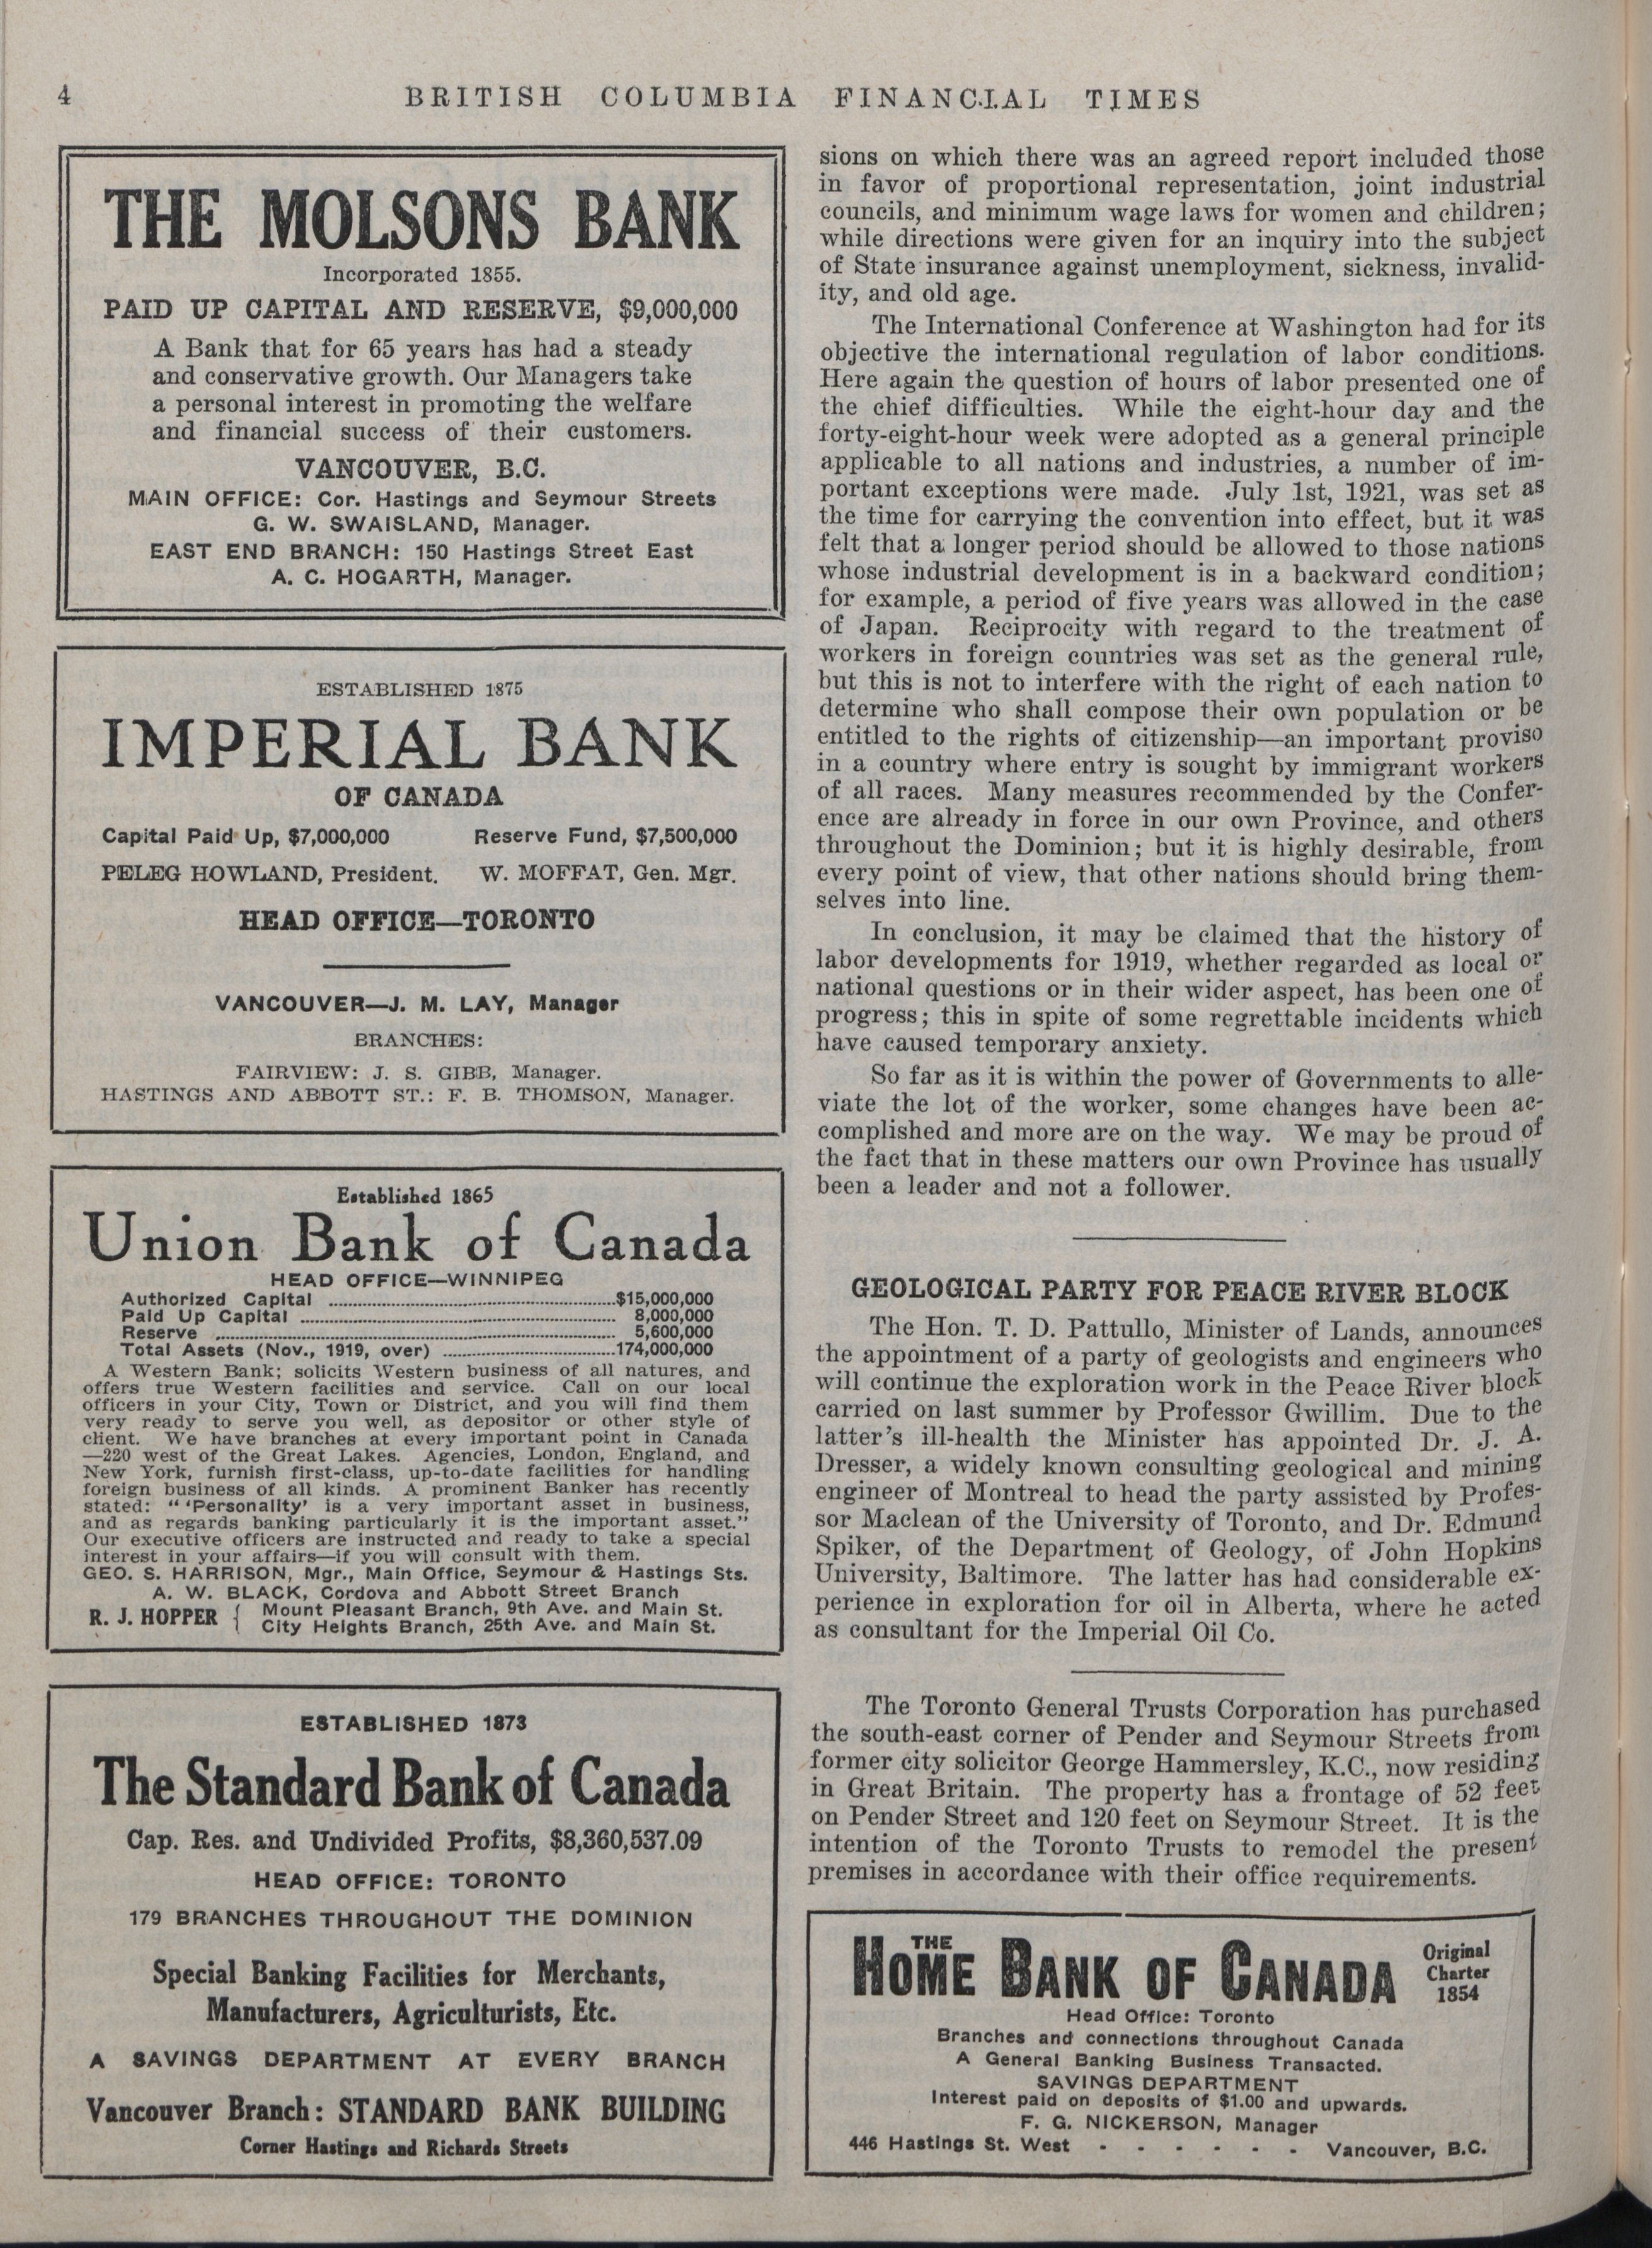 4
BRITISH COLUMBIA FINANCIAL TIMES
THE MOLSONS BANK
Incorporated 1855.
PAID UP CAPITAL AND RESERVE, $9,000,000
A Bank that for 65 years has had a steady
and conservative growth. Our Managers take
a personal interest in promoting the welfare
and financial success of their customers.
VANCOUVER, B.C.
MAIN OFFICE: Cor. Hastings and Seymour Streets
G. W. SWAISLAND, Manager.
EAST END BRANCH: 150 Hastings Street East
A. C. HOGARTH, Manager.
ESTABLISHED 1875
IMPERIAL BANK
OF CANADA
Capital Paid Up, $7,000,000 Reserve Fund, $7,500,000
PELEG HOWLAND, President. W. MOFFAT, Gen. Mgr.
HEAD OFFICE—TORONTO
VANCOUVER—J. M. LAY, Manager
BRANCHES:
FAIRVIEW: J. S. GIBB, Manager.
HASTINGS AND ABBOTT ST.: F. B. THOMSON, Manager.
Established 1865
Union Bank of Canada
HEAD OFFICE—WINNIPEG
Authorized Capital ..........$15,000,000
Paid Up Capital .......... 8,000,000
Reserve .......... 5,600,000
Total Assets (Nov., 1919, over) ..........174,000,000
A Western Bank; solicits Western business of all natures, and
offers true Western facilities and service. Call on our local
officers in your City, Town or District, and you will find them
very ready to serve you well, as depositor or other style of
client. We have branches at every important point in Canada
—220 west of the Great Lakes. Agencies, London, England, and
New York, furnish first-class, up-to-date facilities for handling
foreign business of all kinds. A prominent Banker has recently
stated: “ ‘Personality’ is a very important asset in business,
and as regards banking particularly it is the important asset.”
Our executive officers are instructed and ready to take a special
interest in your affairs—if you will consult with them.
GEO. S. HARRISON, Mgr., Main Office, Seymour & Hastings Sts.
A. W. BLACK, Cordova and Abbott Street Branch
R. J. HOPPER { Mount Pleasant Branch, 9th Ave. and Main St.
City Heights Branch, 25th Ave. and Main St.
ESTABLISHED 1873
The Standard Bank of Canada
Cap. Res. and Undivided Profits, $8,360,537.09
HEAD OFFICE: TORONTO
179 BRANCHES THROUGHOUT THE DOMINION
Special Banking Facilities for Merchants,
Manufacturers, Agriculturists, Etc.
A SAVINGS DEPARTMENT AT EVERY BRANCH
Vancouver Branch: STANDARD BANK BUILDING
Corner Hastings and Richards Streets
sions on which there was an agreed report included those
in favor of proportional representation, joint industrial
councils, and minimum wage laws for women and children;
while directions were given for an inquiry into the subject
of State insurance against unemployment, sickness, invalid-
ity, and old age.
The International Conference at Washington had for its
objective the international regulation of labor conditions.
Here again the question of hours of labor presented one of
the chief difficulties. While the eight-hour day and the
forty-eight-hour week were adopted as a general principle
applicable to all nations and industries, a number of im-
portant exceptions were made. July 1st, 1921, was set as
the time for carrying the convention into effect, but it was
felt that a longer period should be allowed to those nations
whose industrial development is in a backward condition;
for example, a period of five years was allowed in the case
of Japan. Reciprocity with regard to the treatment of
workers in foreign countries was set as the general rule,
but this is not to interfere with the right of each nation to
determine who shall compose their own population or be
entitled to the rights of citizenship—an important proviso
in a country where entry is sought by immigrant workers
of all races. Many measures recommended by the Confer-
ence are already in force in our own Province, and others
throughout the Dominion; but it is highly desirable, from
every point of view, that other nations should bring them-
selves into line.
In conclusion, it may be claimed that the history of
labor developments for 1919, whether regarded as local or
national questions or in their wider aspect, has been one of
progress; this in spite of some regrettable incidents which
have caused temporary anxiety.
So far as it is within the power of Governments to alle-
viate the lot of the worker, some changes have been ac-
complished and more are on the way. We may be proud of
the fact that in these matters our own Province has usually
been a leader and not a follower.
GEOLOGICAL PARTY FOR PEACE RIVER BLOCK
The Hon. T. D. Pattullo, Minister of Lands, announces
the appointment of a party of geologists and engineers who
will continue the exploration work in the Peace River block
carried on last summer by Professor Gwillim. Due to the
latter's ill-health the Minister has appointed Dr. J. A.
Dresser, a widely known consulting geological and mining
engineer of Montreal to head the party assisted by Profes-
sor Maclean of the University of Toronto, and Dr. Edmund
Spiker, of the Department of Geology, of John Hopkins
University, Baltimore. The latter has had considerable ex-
perience in exploration for oil in Alberta, where he acted
as consultant for the Imperial Oil Co.
The Toronto General Trusts Corporation has purchased
the south-east corner of Pender and Seymour Streets from
former city solicitor George Hammersley, K.C., now residing
in Great Britain. The property has a frontage of 52 feet
on Pender Street and 120 feet on Seymour Street. It is the
intention of the Toronto Trusts to remodel the present
premises in accordance with their office requirements.
THE
HOME BANK OF CANADA
Original
Charter
1854
Head Office: Toronto
Branches and connections throughout Canada
A General Banking Business Transacted.
SAVINGS DEPARTMENT
Interest paid on deposits of $1.00 and upwards.
F. G. NICKERSON, Manager
446 Hastings St. West - - - - - - Vancouver, B.C.